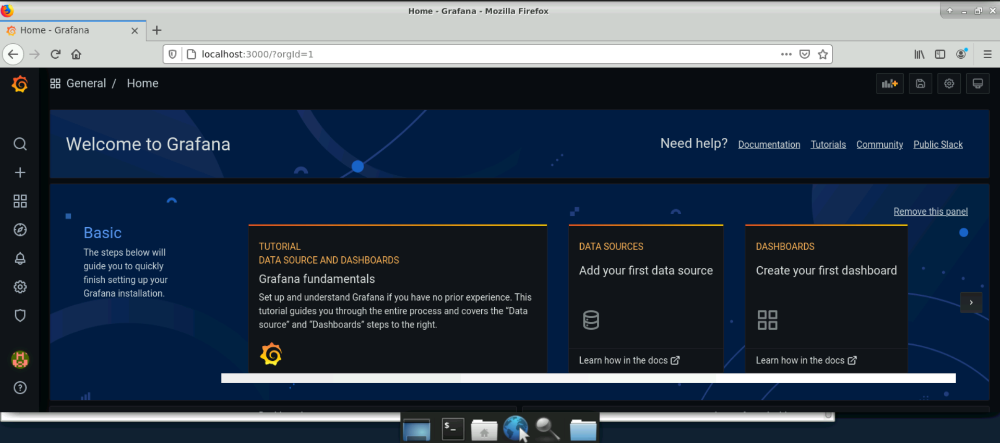 Home - Grafana - Mozilla Firefox
Home - Grafana
localhost:3000/?orgId=1
General / Home
Welcome to Grafana
Need help? Documentation Tutorials Community Public Slack
Remove this panel
Basic
The steps below will
guide you to quickly
finish setting up your
Grafana installation.
TUTORIAL
DATA SOURCE AND DASHBOARDS
Grafana fundamentals
Set up and understand Grafana if you have no prior experience. This
tutorial guides you through the entire process and covers the “Data
source” and “Dashboards” steps to the right.
DATA SOURCES
Add your first data source
Learn how in the docs
DASHBOARDS
Create your first dashboard
Learn how in the docs
$_